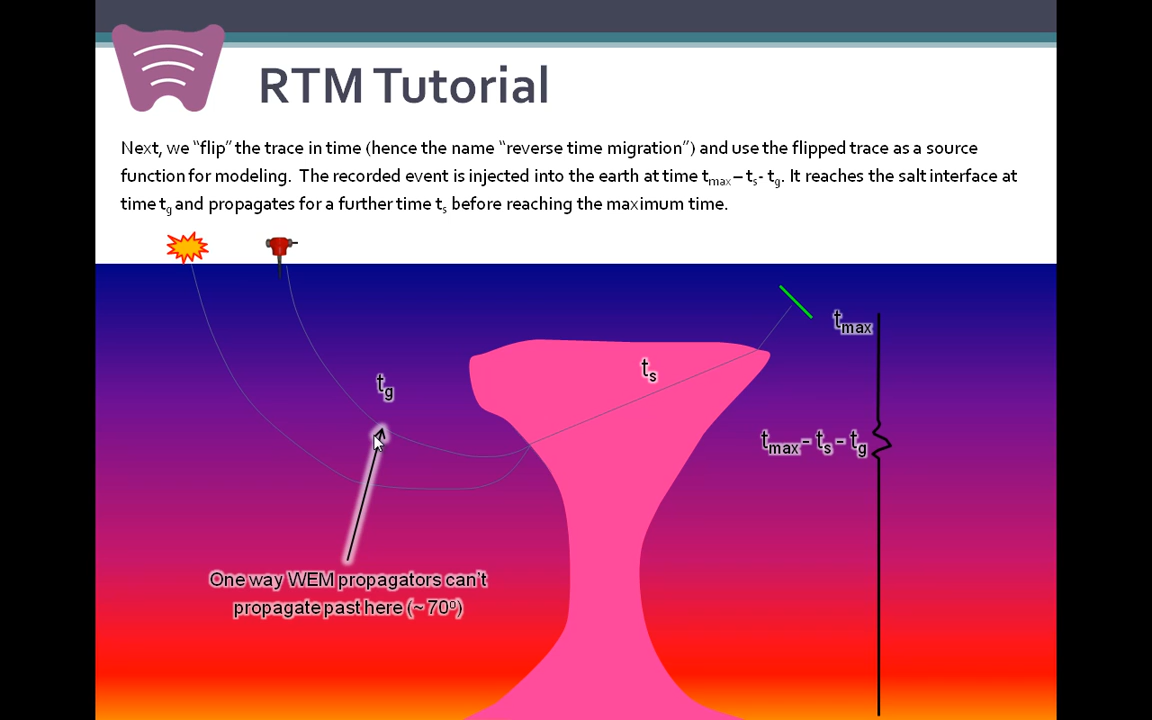 RTM Tutorial
Next, we “flip” the trace in time (hence the name “reverse time migration”) and use the flipped trace as a source
function for modeling. The recorded event is injected into the earth at time tmax – ts- tg. It reaches the salt interface at
time tg and propagates for a further time ts before reaching the maximum time.
tmax
ts
tg
tmax - ts - tg
One way WEM propagators can't
propagate past here (~ 70º)